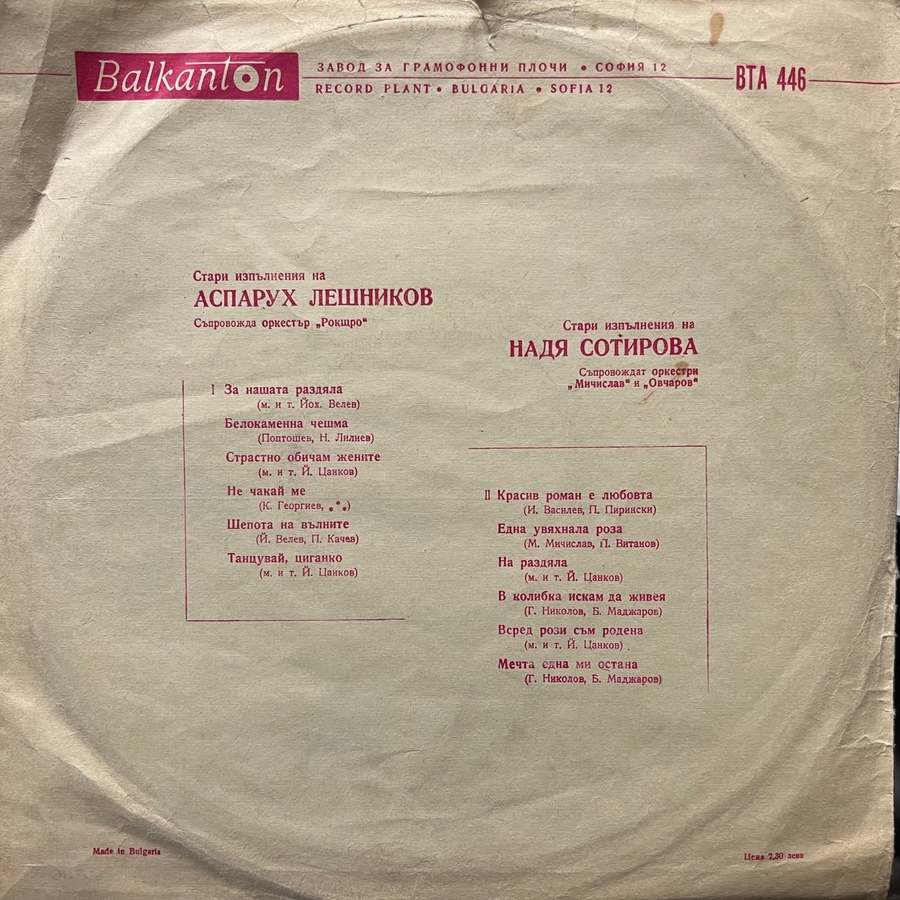 Balkanton
ЗАВОД ЗА ГРАМОФОННИ ПЛОЧИ • СОФИЯ 12
RECORD PLANT • BULGARIA • SOFIA 12
ВТА 446
Стари изпълнения на
АСПАРУХ ЛЕШНИКОВ
Съпровожда оркестър „Рокщро“
I За нашата раздяла
(м. и т. Йох. Велев)
Белокаменна чешма
(Поптошев, Н. Лилиев)
Страстно обичам жените
(м. и т. Й. Цанков)
Не чакай ме
(К. Георгиев, * * *)
Шепота на вълните
(Й. Велев, П. Качев)
Танцувай, циганко
(м. и т. Й. Цанков)
Стари изпълнения на
НАДЯ СОТИРОВА
Съпровождат оркестри
„Мичислав“ и „Овчаров“
II Красив роман е любовта
(И. Василев, П. Пирински)
Една увяхнала роза
(М. Мичислав, П. Витанов)
На раздяла
(м. и т. Й. Цанков)
В колибка искам да живея
(Г. Николов, Б. Маджаров)
Всред рози съм родена
(м. и т. Й. Цанков)
Мечта една ми остана
(Г. Николов, Б. Маджаров)
Made in Bulgaria
Цена 2,30 лева